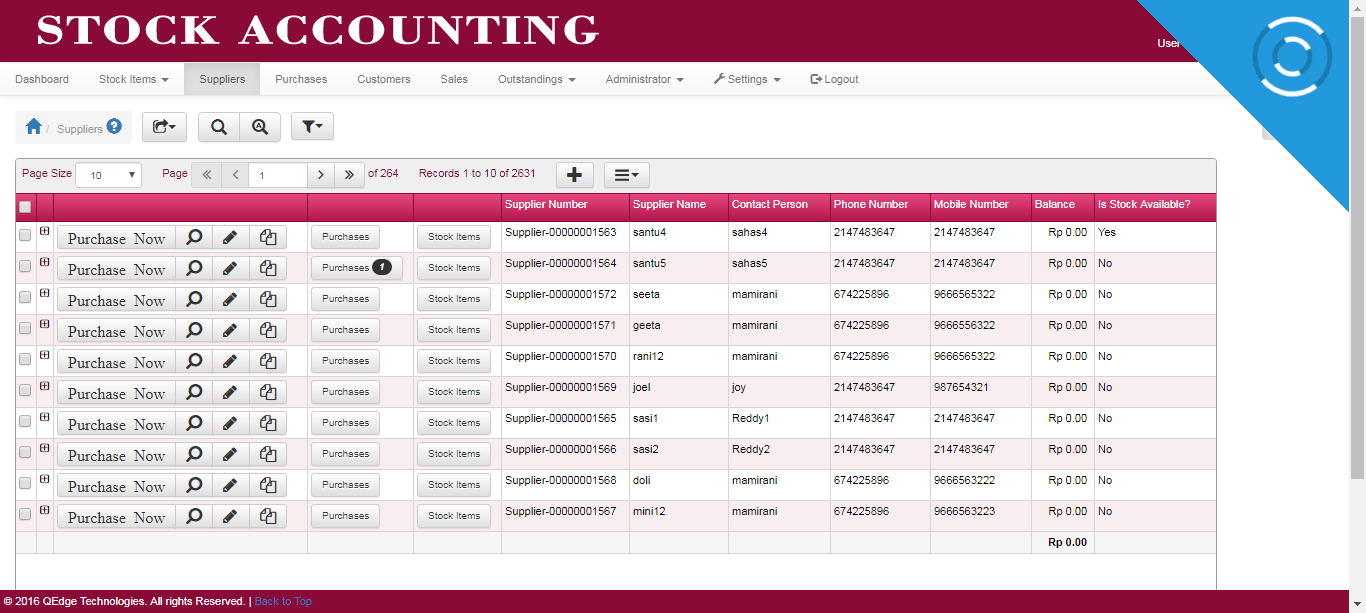 STOCK ACCOUNTING
User
Dashboard Stock Items Suppliers Purchases Customers Sales Outstandings Administrator Settings Logout
/ Suppliers ?
Page Size 10 Page « ‹ 1 › » of 264 Records 1 to 10 of 2631
Supplier Number Supplier Name Contact Person Phone Number Mobile Number Balance Is Stock Available?
Purchase Now Purchases Stock Items Supplier-00000001563 santu4 sahas4 2147483647 2147483647 Rp 0.00 Yes
Purchase Now Purchases 1 Stock Items Supplier-00000001564 santu5 sahas5 2147483647 2147483647 Rp 0.00 No
Purchase Now Purchases Stock Items Supplier-00000001572 seeta mamirani 674225896 9666565322 Rp 0.00 No
Purchase Now Purchases Stock Items Supplier-00000001571 geeta mamirani 674225896 9666556322 Rp 0.00 No
Purchase Now Purchases Stock Items Supplier-00000001570 rani12 mamirani 674225896 9666565322 Rp 0.00 No
Purchase Now Purchases Stock Items Supplier-00000001569 joel joy 2147483647 987654321 Rp 0.00 No
Purchase Now Purchases Stock Items Supplier-00000001565 sasi1 Reddy1 2147483647 2147483647 Rp 0.00 No
Purchase Now Purchases Stock Items Supplier-00000001566 sasi2 Reddy2 2147483647 2147483647 Rp 0.00 No
Purchase Now Purchases Stock Items Supplier-00000001568 doli mamirani 674225896 9666563222 Rp 0.00 No
Purchase Now Purchases Stock Items Supplier-00000001567 mini12 mamirani 674225896 9666563223 Rp 0.00 No
Rp 0.00
© 2016 QEdge Technologies. All rights Reserved. | Back to Top